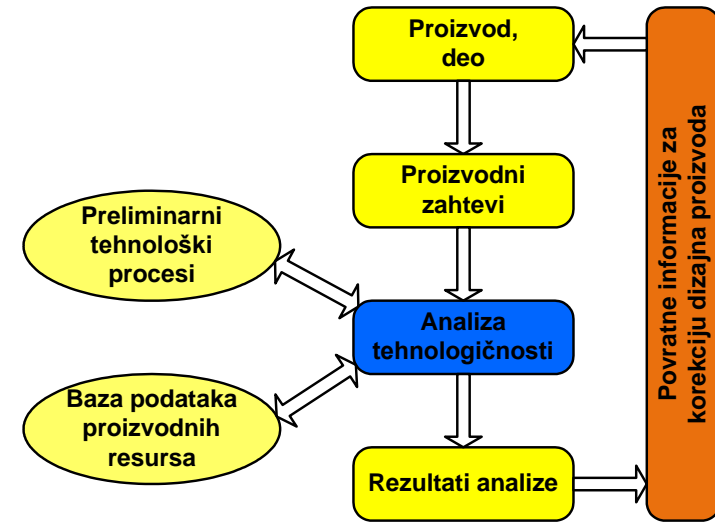 Proizvod,
deo
Proizvodni
zahtevi
Preliminarni
tehnološki
procesi
Analiza
tehnologičnosti
Baza podataka
proizvodnih
resursa
Rezultati analize
Povratne informacije za
korekciju dizajna proizvoda